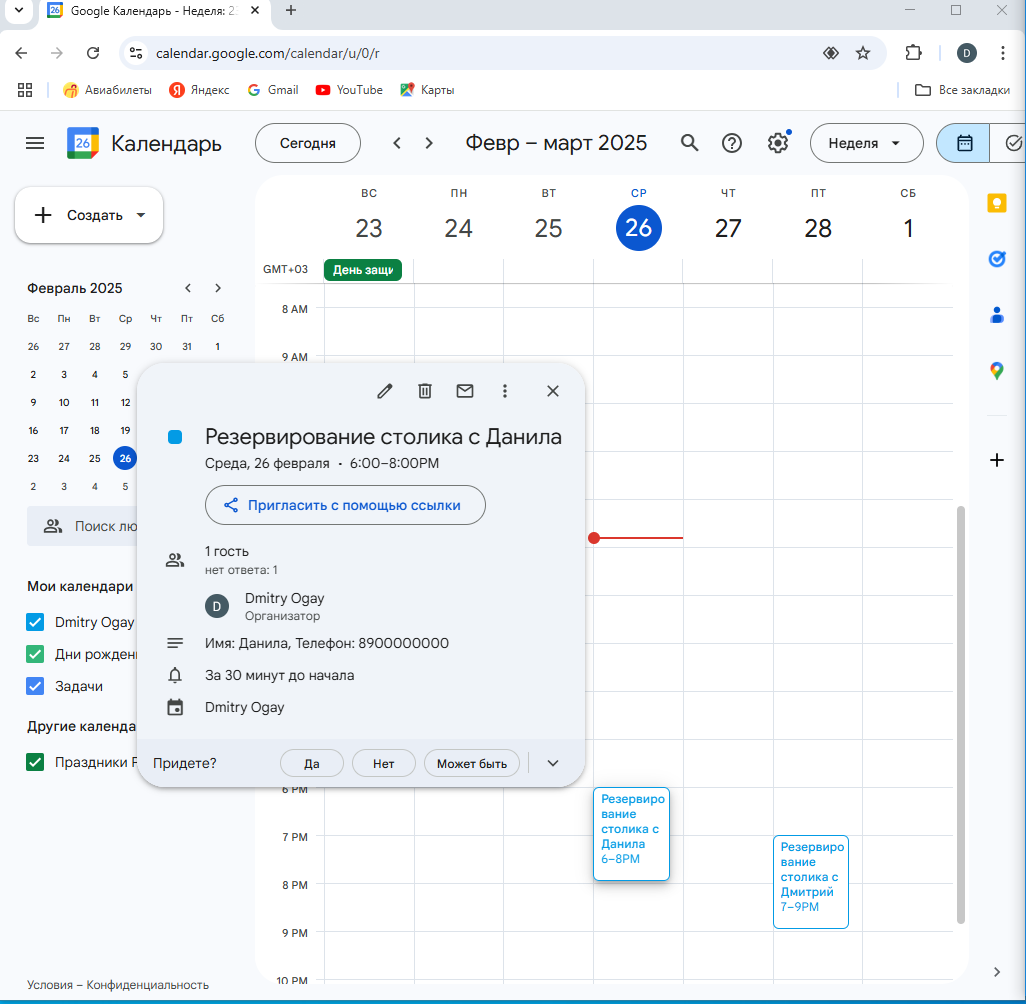 Google Календарь - Неделя: 2
calendar.google.com/calendar/u/0/r
D
Авиабилеты
Яндекс
Gmail
YouTube
Карты
Все закладки
26
Календарь
Сегодня
Февр – март 2025
Неделя
Создать
ВС ПН ВТ СР ЧТ ПТ СБ
23 24 25 26 27 28 1
GMT+03
День защи
Февраль 2025
Вс Пн Вт Ср Чт Пт Сб
26 27 28 29 30 31 1
2 3 4 5
9 10 11 12
16 17 18 19
23 24 25 26
2 3 4 5
Поиск лю
Мои календари
Dmitry Ogay
Дни рожден
Задачи
Другие календа
Праздники
8 AM
9 AM
Резервирование столика с Данила
Среда, 26 февраля • 6:00–8:00PM
Пригласить с помощью ссылки
1 гость
нет ответа: 1
D
Dmitry Ogay
Организатор
Имя: Данила, Телефон: 8900000000
За 30 минут до начала
Dmitry Ogay
Придете?
Да
Нет
Может быть
6 PM
7 PM
8 PM
9 PM
10 PM
Резервиро
вание
столика с
Данила
6–8PM
Резервиро
вание
столика с
Дмитрий
7–9PM
Условия – Конфиденциальность